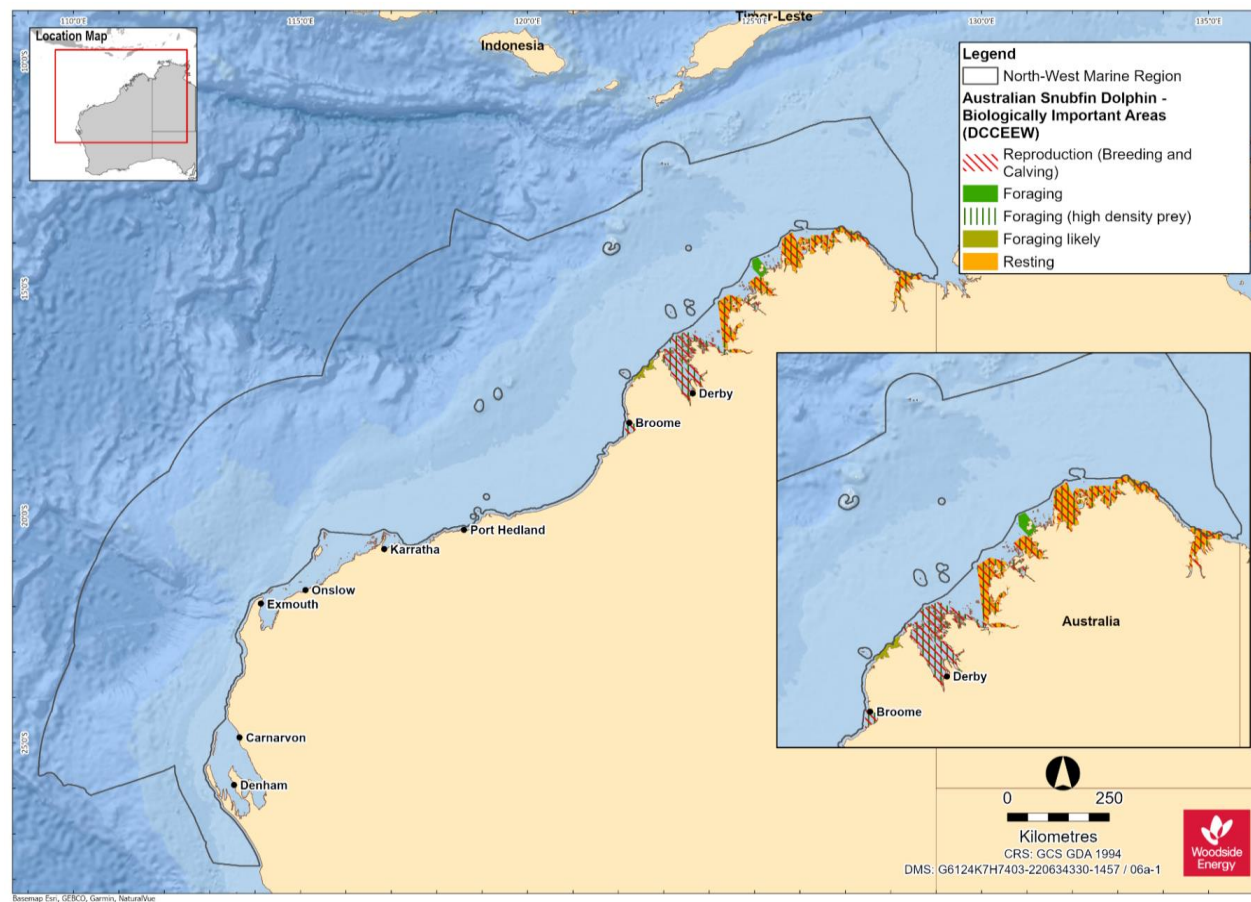 110°0'E
115°0'E
120°0'E
125°0'E
130°0'E
135°0'E
10°0'S
15°0'S
20°0'S
25°0'S
Location Map
Indonesia
Timor-Leste
Legend
North-West Marine Region
Australian Snubfin Dolphin -
Biologically Important Areas
(DCCEEW)
Reproduction (Breeding and
Calving)
Foraging
Foraging (high density prey)
Foraging likely
Resting
Derby
Broome
Port Hedland
Karratha
Onslow
Exmouth
Carnarvon
Denham
Australia
Derby
Broome
0 250
Kilometres
CRS: GCS GDA 1994
DMS: G6124K7H7403-220634330-1457 / 06a-1
Woodside
Energy
Basemap Esri, GEBCO, Garmin, NaturalVue